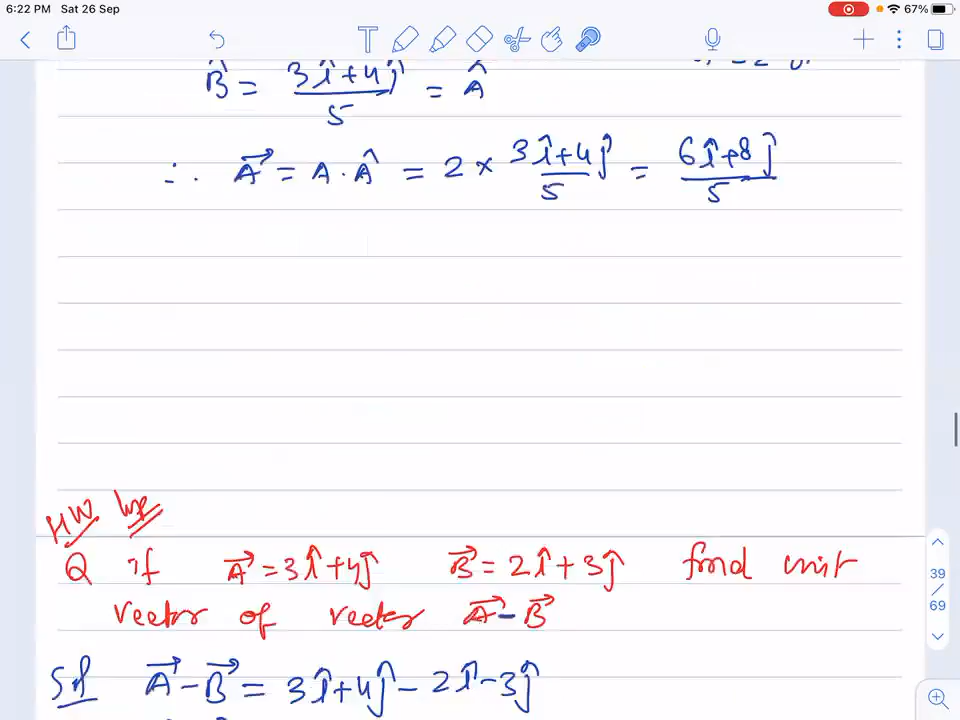 6:22 PM Sat 26 Sep
67%
B̂ = 3î+4ĵ/5 = Â
∴ A⃗ = A · Â = 2 × 3î+4ĵ/5 = 6î+8ĵ/5
HW
Q if A⃗ = 3î+4ĵ B⃗ = 2î+3ĵ find unit
vector of vector A⃗ - B⃗
39
/
69
Sol A⃗ - B⃗ = 3î+4ĵ - 2î - 3ĵ